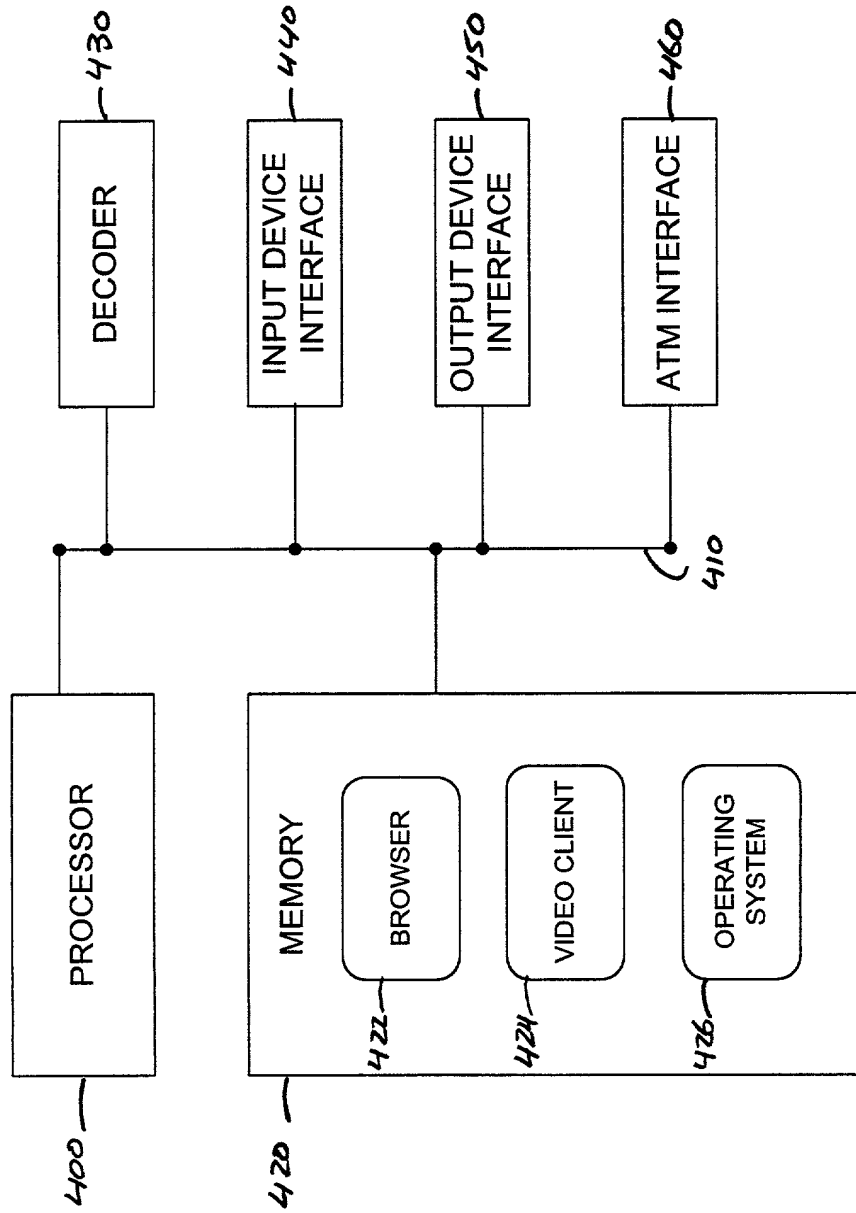 PROCESSOR
400
MEMORY
420
BROWSER
422
VIDEO CLIENT
424
OPERATING
SYSTEM
426
410
DECODER
430
INPUT DEVICE
INTERFACE
440
OUTPUT DEVICE
INTERFACE
450
ATM INTERFACE
460